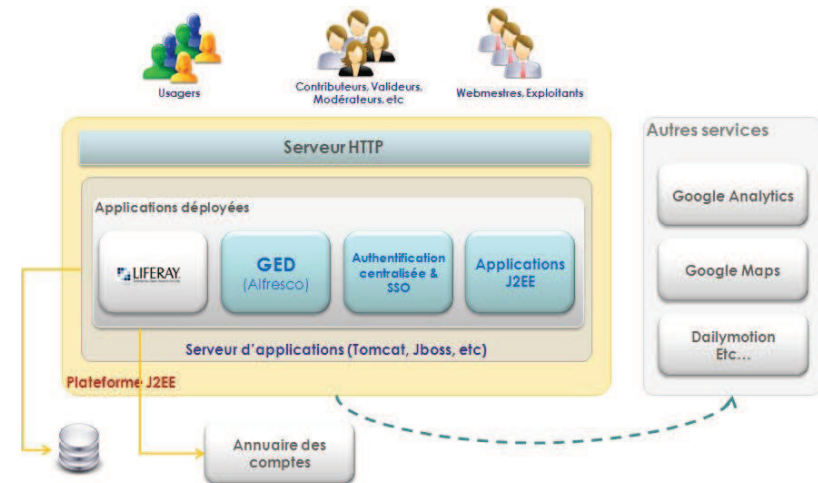 Usagers
Contributeurs, Valideurs,
Modérateurs, etc
Webmestres, Exploitants
Serveur HTTP
Applications déployées
LIFERAY.
GED
(Alfresco)
Authentification
centralisée &
SSO
Applications
J2EE
Serveur d'applications (Tomcat, Jboss, etc)
Plateforme J2EE
Annuaire des
comptes
Autres services
Google Analytics
Google Maps
Dailymotion
Etc...